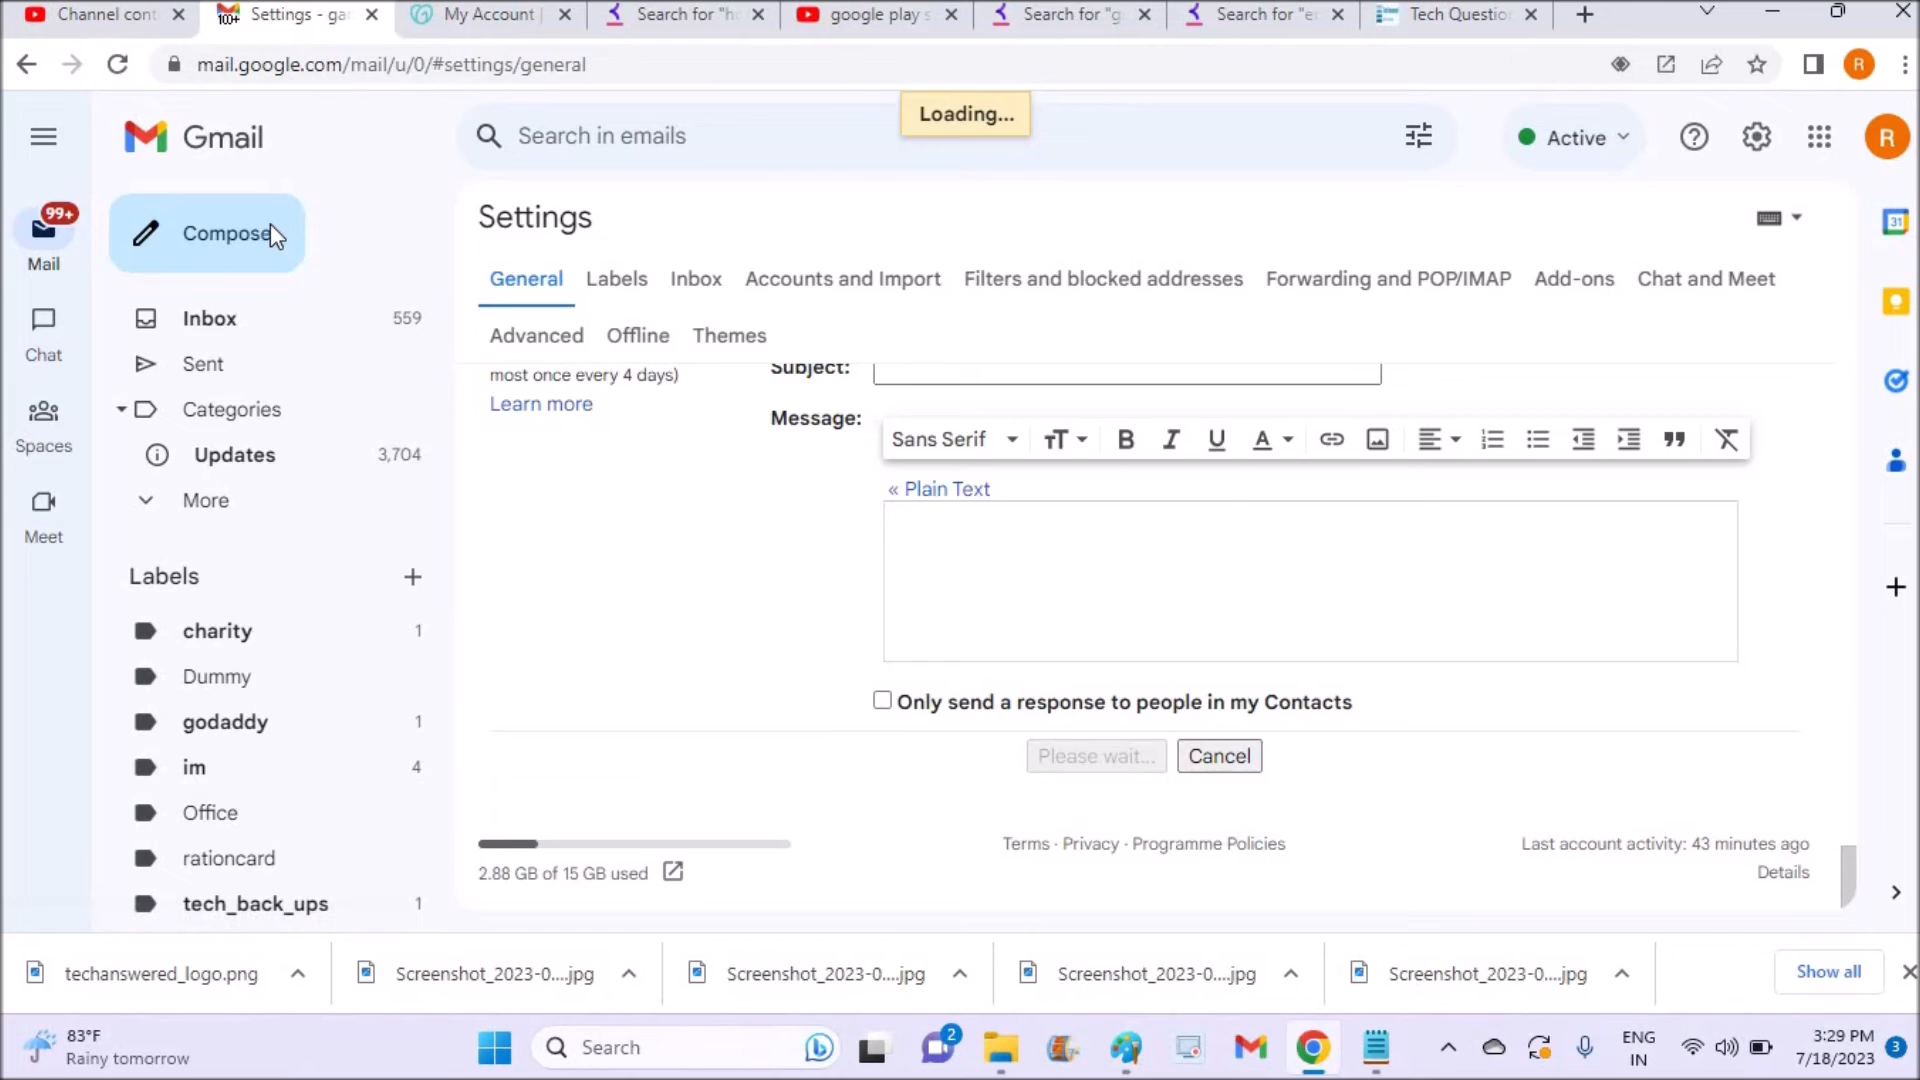 Channel cont
Settings - ga
My Account |
Search for "h
google play s
Search for "g
Search for "e
Tech Questio
100+
mail.google.com/mail/u/0/#settings/general
R
Loading...
Gmail
Search in emails
Active
R
99+
Mail
Chat
Spaces
Meet
Compose
Inbox 559
Sent
Categories
Updates 3,704
More
Labels
charity 1
Dummy
godaddy 1
im 4
Office
rationcard
tech_back_ups 1
Settings
General Labels Inbox Accounts and Import Filters and blocked addresses Forwarding and POP/IMAP Add-ons Chat and Meet
Advanced Offline Themes
most once every 4 days)
Learn more
Subject:
Message:
Sans Serif
« Plain Text
Only send a response to people in my Contacts
Please wait... Cancel
2.88 GB of 15 GB used
Terms · Privacy · Programme Policies
Last account activity: 43 minutes ago
Details
31
techanswered_logo.png
Screenshot_2023-0....jpg
Screenshot_2023-0....jpg
Screenshot_2023-0....jpg
Screenshot_2023-0....jpg
Show all
83°F
Rainy tomorrow
Search
2
ENG
IN
3:29 PM
7/18/2023
3